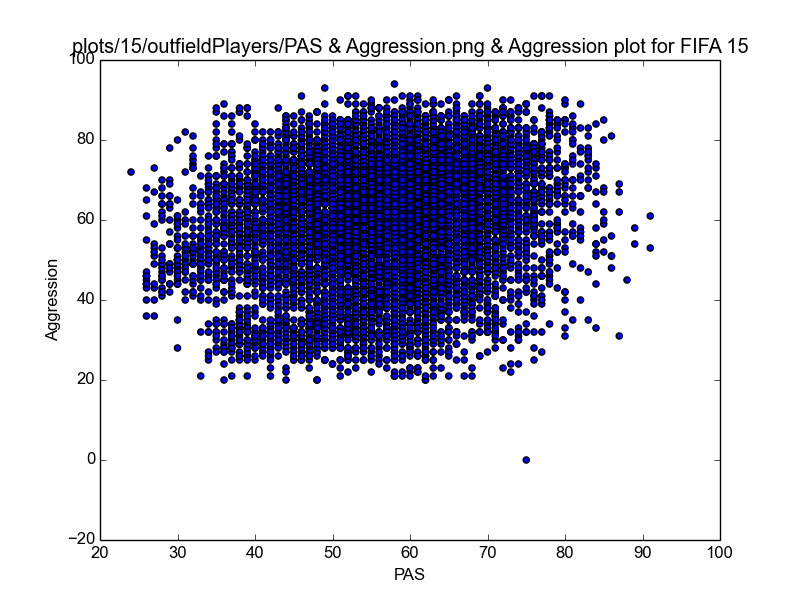 plots/15/outfieldPlayers/PAS & Aggression.png & Aggression plot for FIFA 15
100
80
60
40
20
0
−20
Aggression
20 30 40 50 60 70 80 90 100
PAS